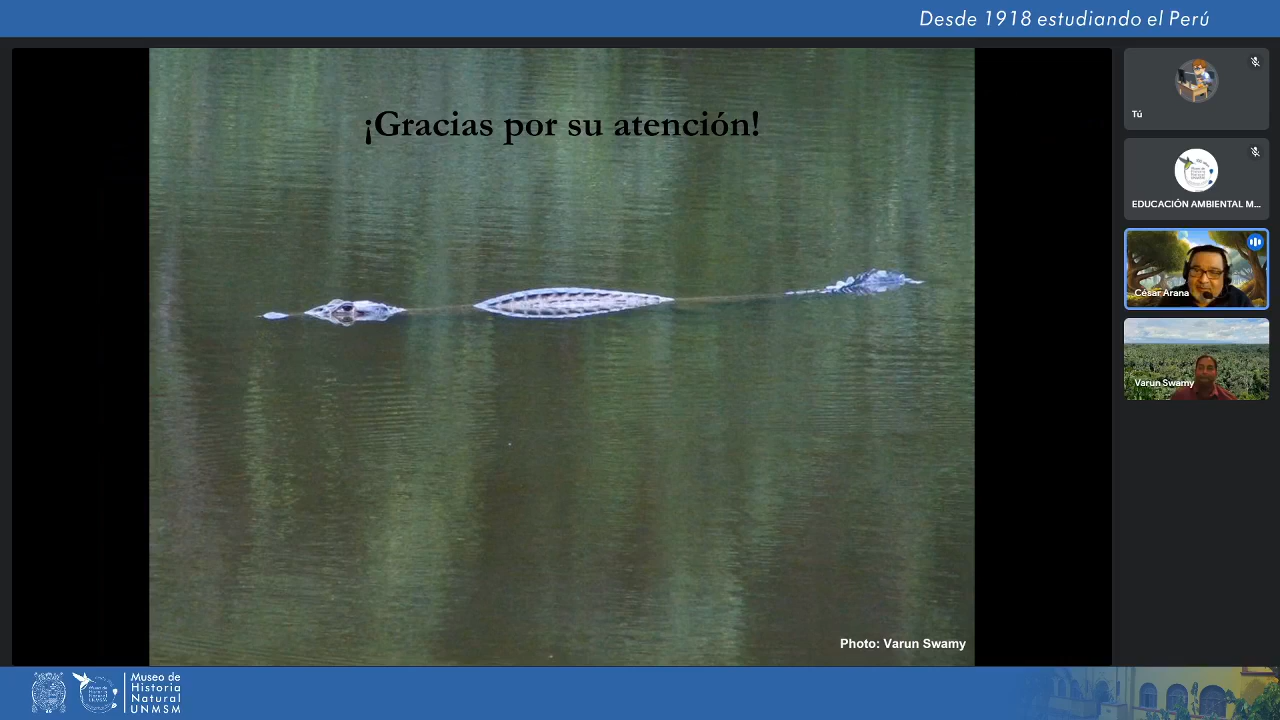 Desde 1918 estudiando el Perú
¡Gracias por su atención!
Tú
EDUCACIÓN AMBIENTAL M...
César Arana
Varun Swamy
Photo: Varun Swamy
Museo de
Historia
Natural
UNMSM